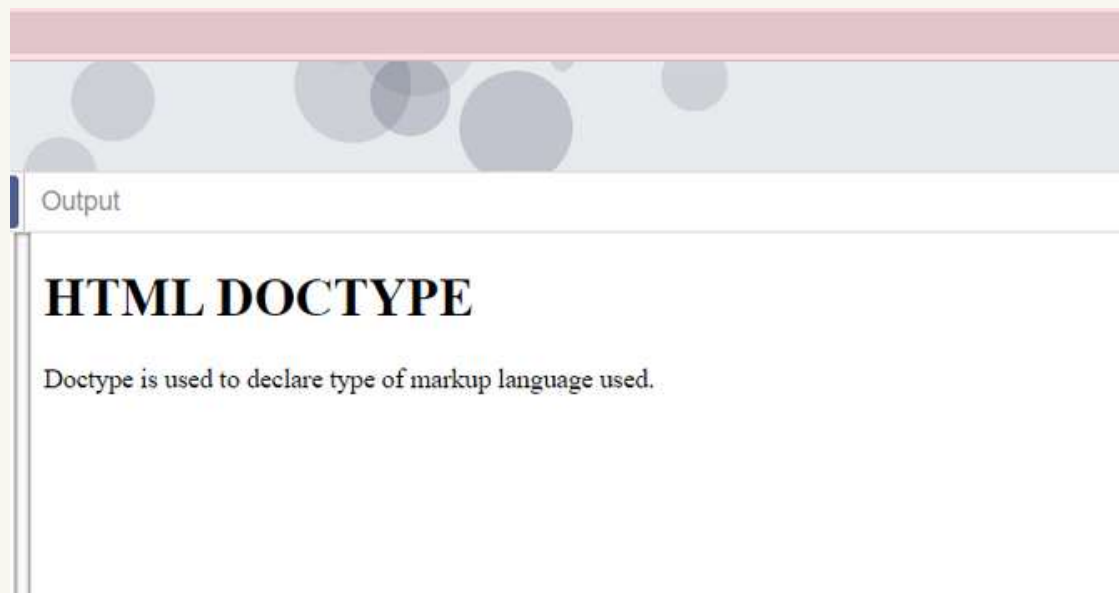 Output
HTML DOCTYPE
Doctype is used to declare type of markup language used.